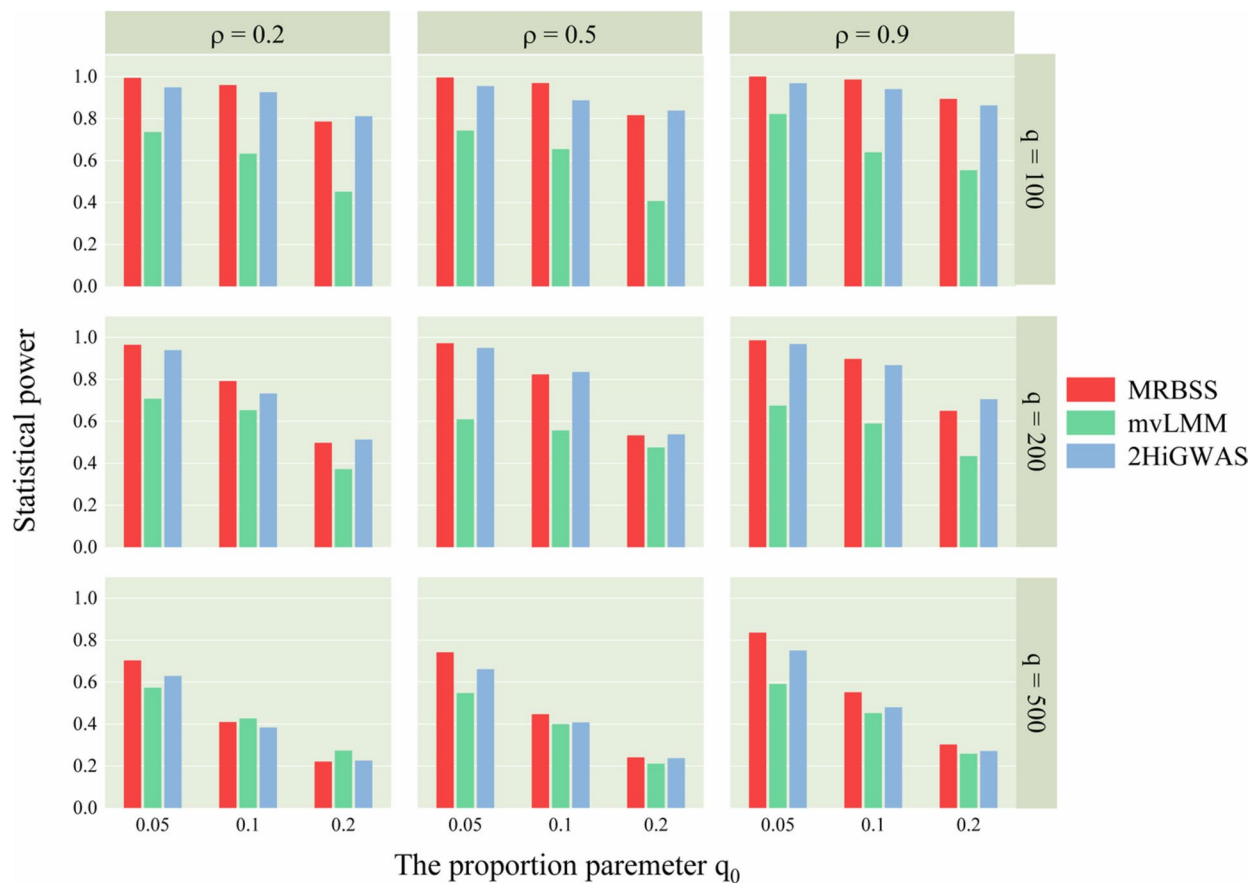 ρ = 0.2
ρ = 0.5
ρ = 0.9
1.0
0.8
0.6
0.4
0.2
0.0
q = 100
1.0
0.8
0.6
0.4
0.2
0.0
q = 200
1.0
0.8
0.6
0.4
0.2
0.0
q = 500
Statistical power
MRBSS
mvLMM
2HiGWAS
0.05 0.1 0.2
0.05 0.1 0.2
0.05 0.1 0.2
The proportion paremeter q₀